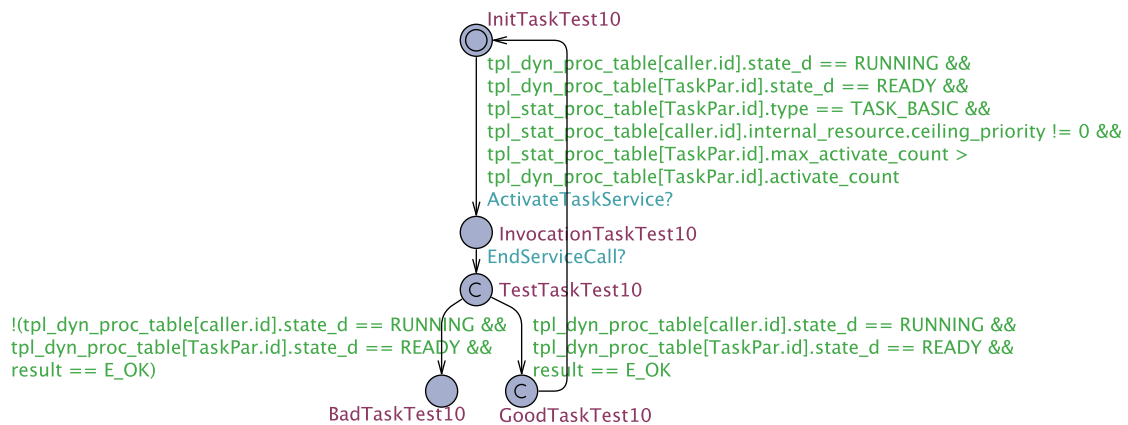 InitTaskTest10
tpl_dyn_proc_table[caller.id].state_d == RUNNING &&
tpl_dyn_proc_table[TaskPar.id].state_d == READY &&
tpl_stat_proc_table[TaskPar.id].type == TASK_BASIC &&
tpl_stat_proc_table[caller.id].internal_resource.ceiling_priority != 0 &&
tpl_stat_proc_table[TaskPar.id].max_activate_count >
tpl_dyn_proc_table[TaskPar.id].activate_count
ActivateTaskService?
InvocationTaskTest10
EndServiceCall?
C
TestTaskTest10
!(tpl_dyn_proc_table[caller.id].state_d == RUNNING &&
tpl_dyn_proc_table[TaskPar.id].state_d == READY &&
result == E_OK)
tpl_dyn_proc_table[caller.id].state_d == RUNNING &&
tpl_dyn_proc_table[TaskPar.id].state_d == READY &&
result == E_OK
C
BadTaskTest10
GoodTaskTest10